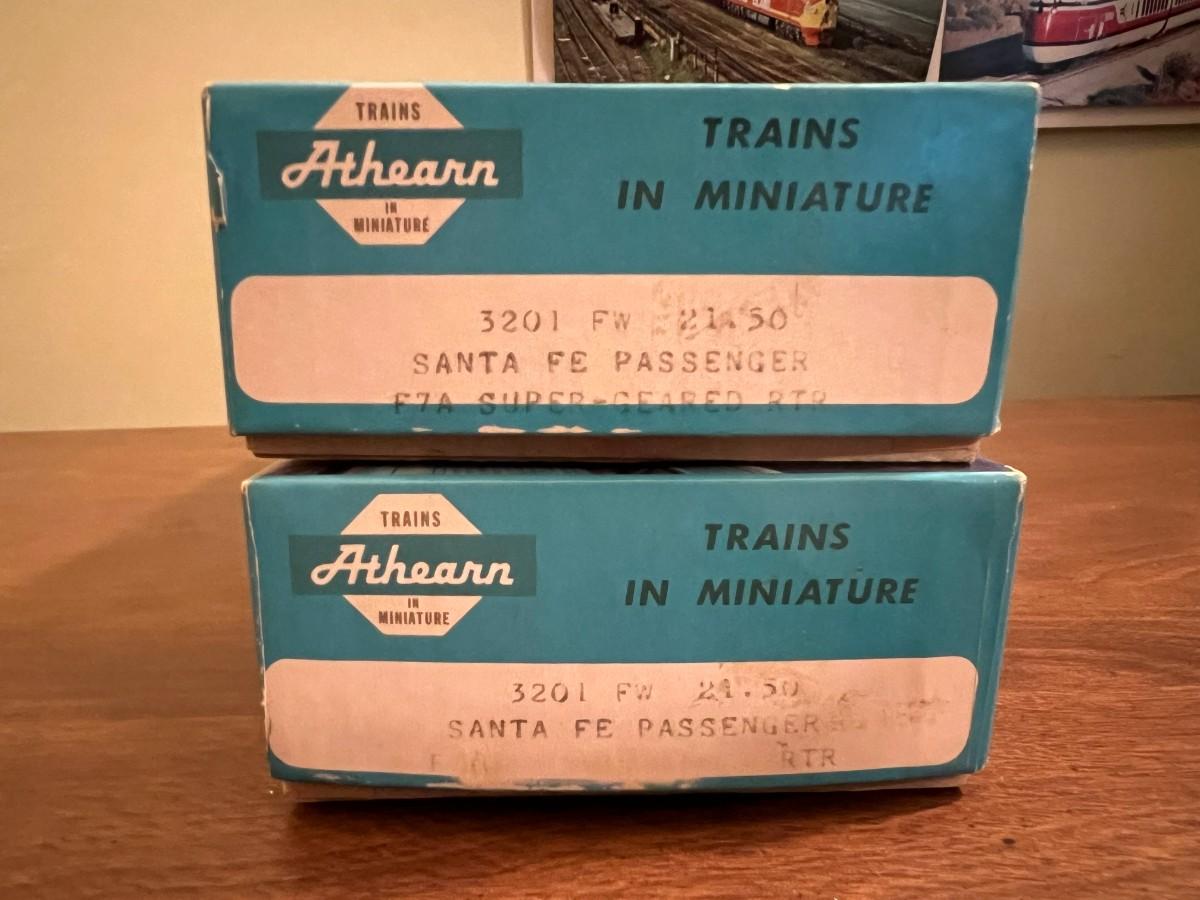 TRAINS
Athearn
IN
MINIATURE
TRAINS
IN MINIATURE
3201 FW 21.50
SANTA FE PASSENGER
F7A SUPER-GEARED RTR
TRAINS
Athearn
IN
MINIATURE
TRAINS
IN MINIATURE
3201 FW 21.50
SANTA FE PASSENGER
RTR